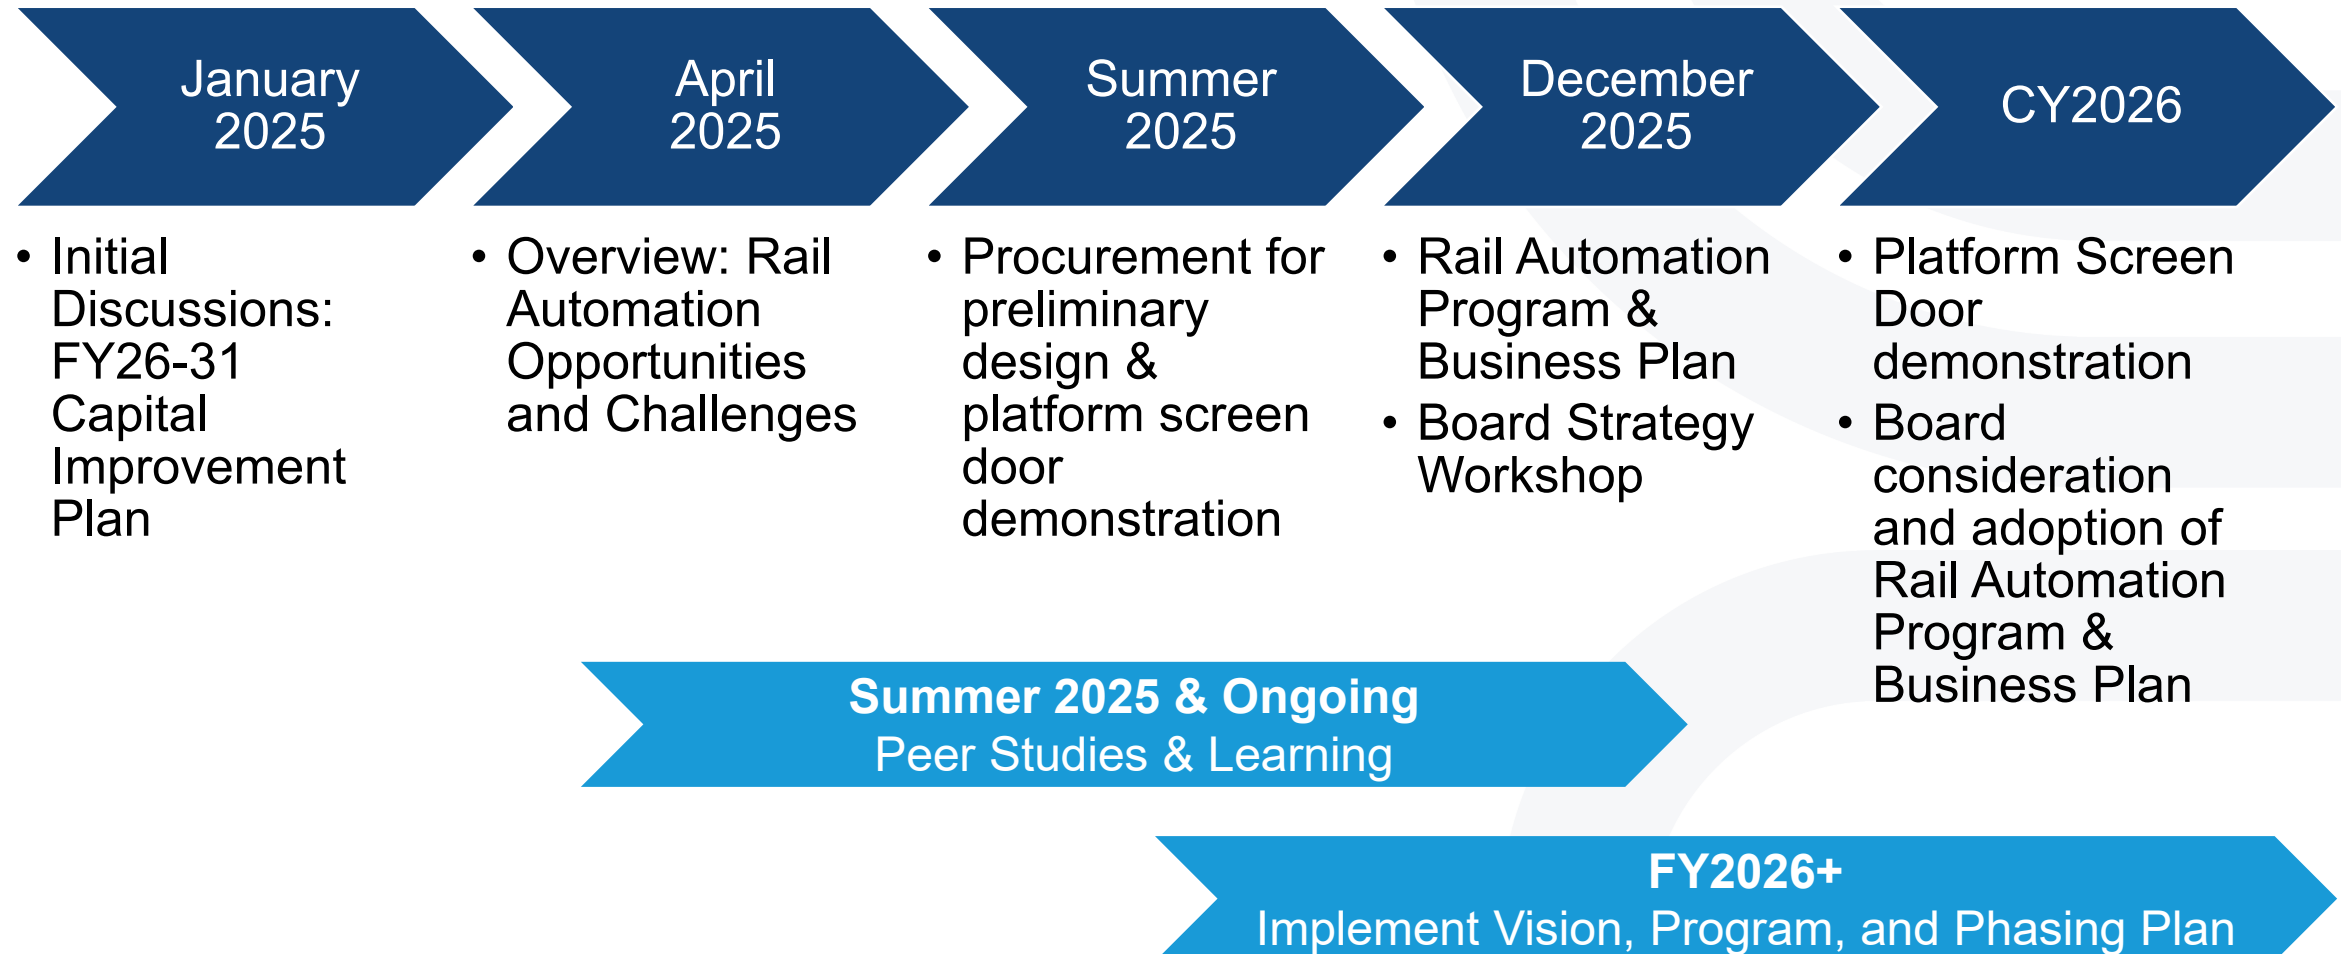 January
2025
April
2025
Summer
2025
December
2025
CY2026
• Initial
Discussions:
FY26-31
Capital
Improvement
Plan
• Overview: Rail
Automation
Opportunities
and Challenges
• Procurement for
preliminary
design &
platform screen
door
demonstration
• Rail Automation
Program &
Business Plan
• Board Strategy
Workshop
• Platform Screen
Door
demonstration
• Board
consideration
and adoption of
Rail Automation
Program &
Business Plan
Summer 2025 & Ongoing
Peer Studies & Learning
FY2026+
Implement Vision, Program, and Phasing Plan